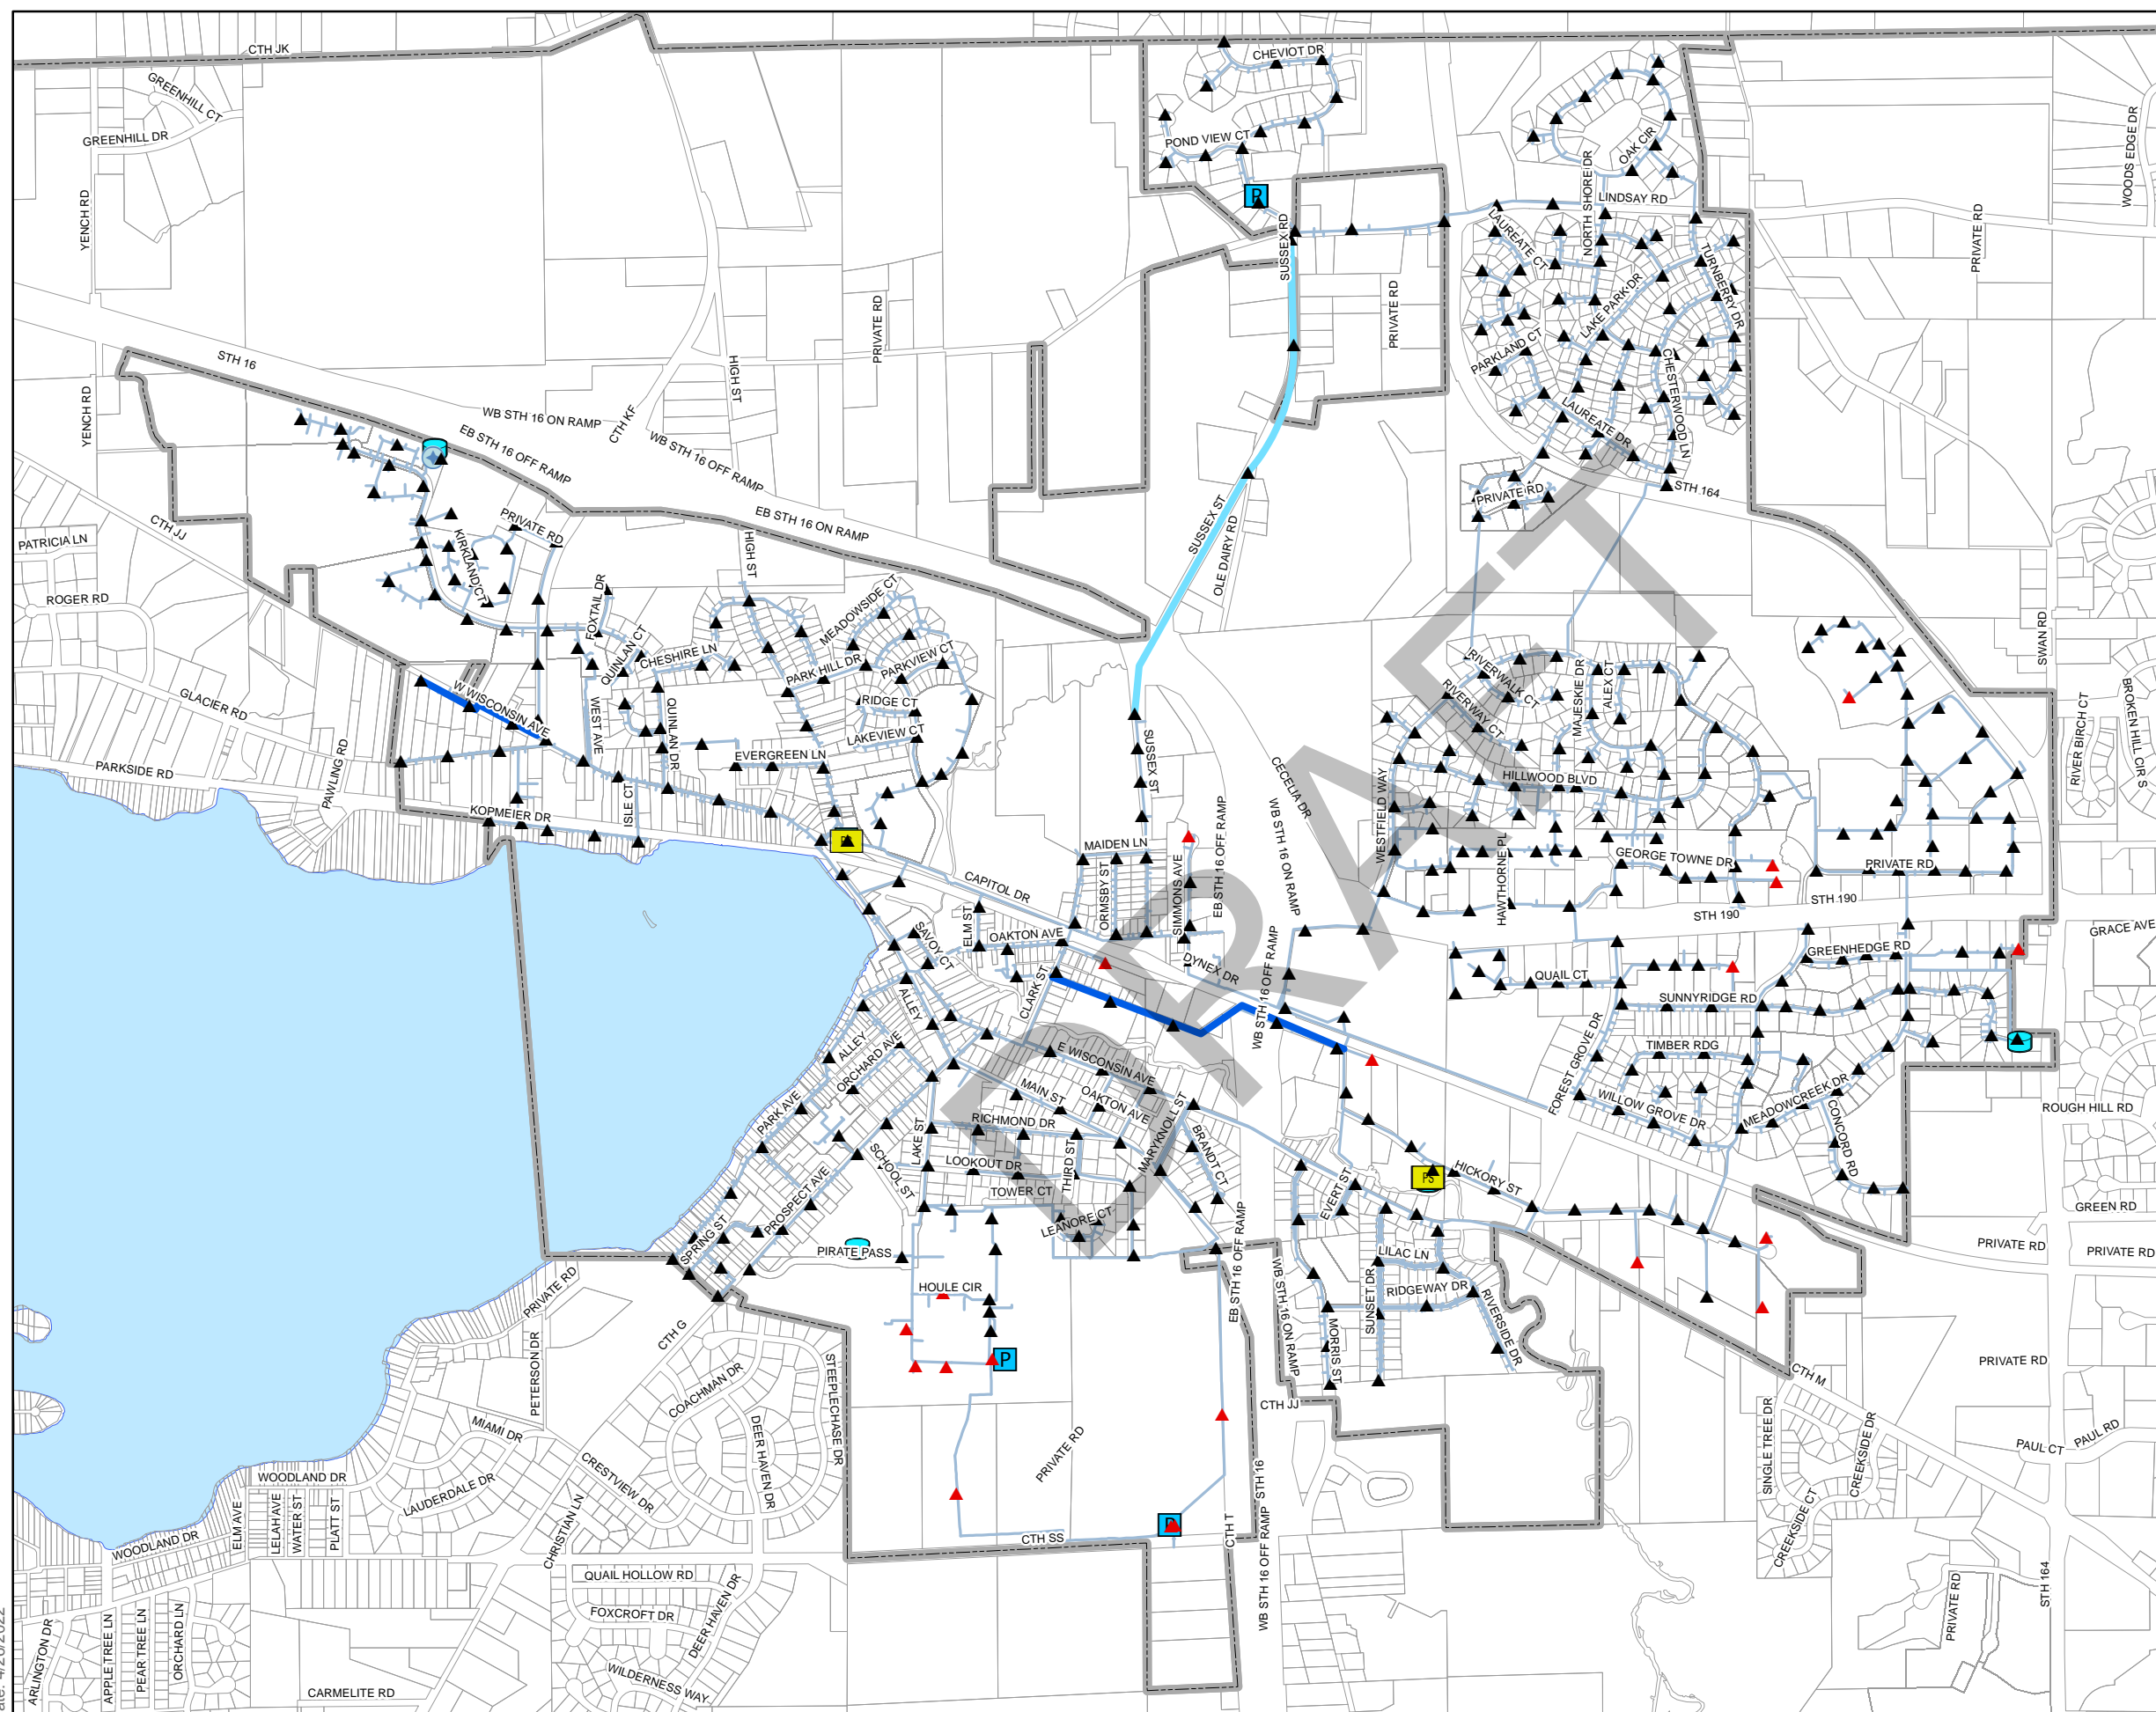 CTH JK
CHEVIOT DR
GREENHILL CT
GREENHILL DR
POND VIEW CT
OAK CIR
WOODS EDGE DR
P
LINDSAY RD
NORTH SHORE DR
YENCH RD
SUSSEX RD
LAUREATE CT
TURNBERRY DR
PRIVATE RD
PRIVATE RD
PRIVATE RD
LAKE PARK DR
PARKLAND CT
CHESTERWOOD LN
STH 16
HIGH ST
YENCH RD
WB STH 16 ON RAMP
CTH KF
EB STH 16 OFF RAMP
WB STH 16 OFF RAMP
LAUREATE DR
PRIVATE RD
STH 164
EB STH 16 ON RAMP
SUSSEX ST
OLE DAIRY RD
CTH JJ
PRIVATE RD
PATRICIA LN
KIRKLAND CT
HIGH ST
ROGER RD
FOXTAIL DR
MEADOWSIDE CT
QUINLAN CT
CHESHIRE LN
PARK HILL DR
PARKVIEW CT
RIVERWALK CT
RIVERWAY CT
MAJESKIE DR
ALEX CT
SWAN RD
GLACIER RD
W WISCONSIN AVE
WEST AVE
QUINLAN DR
RIDGE CT
LAKEVIEW CT
EVERGREEN LN
SUSSEX ST
CECELIA DR
WESTFIELD WAY
HILLWOOD BLVD
RIVER BIRCH CT
BROKEN HILL CIR S
PARKSIDE RD
PAWLING RD
KOPMEIER DR
ISLE CT
MAIDEN LN
ORMSBY ST
SIMMONS AVE
EB STH 16 OFF RAMP
WB STH 16 ON RAMP
GEORGE TOWNE DR
HAWTHORNE PL
PRIVATE RD
STH 190
STH 190
CAPITOL DR
ELM ST
OAKTON AVE
SAVOY CT
CLARK ST
DYNEX DR
WB STH 16 OFF RAMP
QUAIL CT
GREENHEDGE RD
GRACE AVE
SUNNYRIDGE RD
ALLEY
ALLEY
ORCHARD AVE
E WISCONSIN AVE
MAIN ST
OAKTON AVE
FOREST GROVE DR
TIMBER RDG
WILLOW GROVE DR
MEADOWCREEK DR
CONCORD RD
ROUGH HILL RD
DRAFT
PARK AVE
RICHMOND DR
LAKE ST
SCHOOL ST
LOOKOUT DR
THIRD ST
TOWER CT
MARYKNOLL ST
BRANDT CT
LEANORE CT
PROSPECT AVE
SPRING ST
PIRATE PASS
HOULE CIR
P
EVERT ST
PS
HICKORY ST
LILAC LN
RIDGEWAY DR
SUNSET DR
MORRIS ST
RIVERSIDE DR
EB STH 16 OFF RAMP
WB STH 16 ON RAMP
GREEN RD
PRIVATE RD
PRIVATE RD
PRIVATE RD
PRIVATE RD
PETERSON DR
CTH G
COACHMAN DR
STEEPLECHASE DR
DEER HAVEN DR
MIAMI DR
CTH JJ
CTH M
SINGLE TREE DR
CREEKSIDE DR
PAUL CT
PAUL RD
CREEKSIDE CT
WOODLAND DR
LAUDERDALE DR
CRESTVIEW DR
CHRISTIAN LN
PRIVATE RD
STH 16
WB STH 16 OFF RAMP
CTH T
CTH SS
WOODLAND DR
ELM AVE
LELAH AVE
WATER ST
PLATT ST
QUAIL HOLLOW RD
FOXCROFT DR
DEER HAVEN DR
WILDERNESS WAY
ARLINGTON DR
APPLE TREE LN
PEAR TREE LN
ORCHARD LN
CARMELITE RD
PRIVATE RD
STH 164